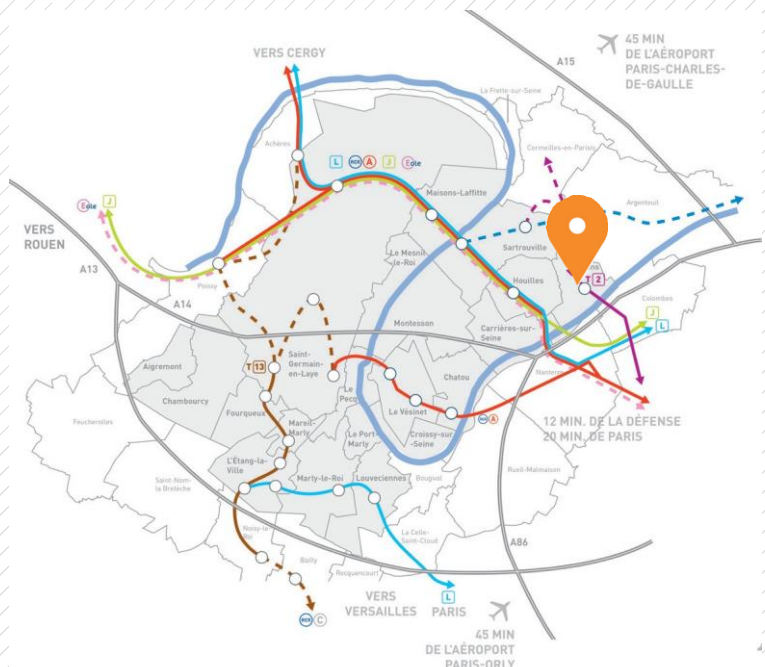 45 MIN
DE L'AÉROPORT
PARIS-CHARLES-
DE-GAULLE
A15
VERS CERGY
La Frette-sur-Seine
Cormeilles-en-Parisis
Achères
L RER A J Eole
Maisons-Laffitte
Argenteuil
Eole J
VERS
ROUEN
A13
Sartrouville
Le Mesnil-
le-Roi
T 2
Houilles
Poissy
A14
Colombes
Montesson
Carrières-sur-
Seine
J
L
Nanterre
Aigremont
T 13
Saint-
Germain-
en-Laye
Chambourcy
Le
Pecq
Chatou
Fourqueux
Le Vésinet
RER A
12 MIN. DE LA DÉFENSE
20 MIN. DE PARIS
Feucherolles
Mareil-
Marly
Le Port-
Marly
Croissy-sur-
Seine
L'Étang-la-
Ville
Rueil-Malmaison
Saint-Nom-
la Bretèche
Marly-le-Roi
Louveciennes
Bougival
Noisy-le-
Roi
La Celle-
Saint-Cloud
A86
Bailly
Rocquencourt
RER C
VERS
VERSAILLES
L
PARIS
45 MIN
DE L'AÉROPORT
PARIS-ORLY